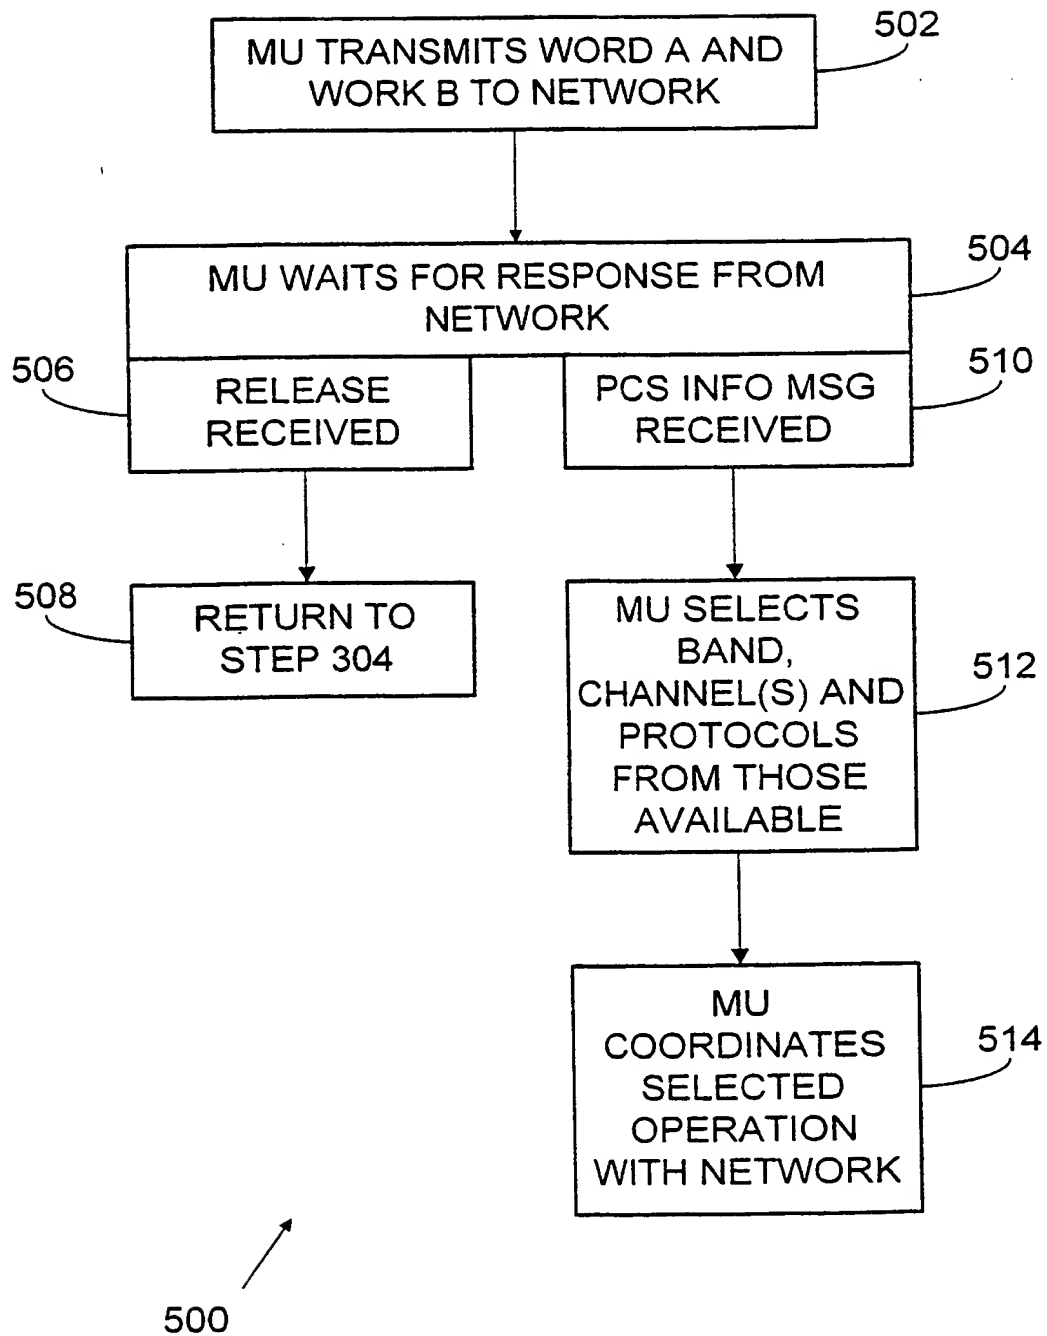 502
MU TRANSMITS WORD A AND
WORK B TO NETWORK
504
MU WAITS FOR RESPONSE FROM
NETWORK
506
RELEASE
RECEIVED
510
PCS INFO MSG
RECEIVED
508
RETURN TO
STEP 304
512
MU SELECTS
BAND,
CHANNEL(S) AND
PROTOCOLS
FROM THOSE
AVAILABLE
514
MU
COORDINATES
SELECTED
OPERATION
WITH NETWORK
500